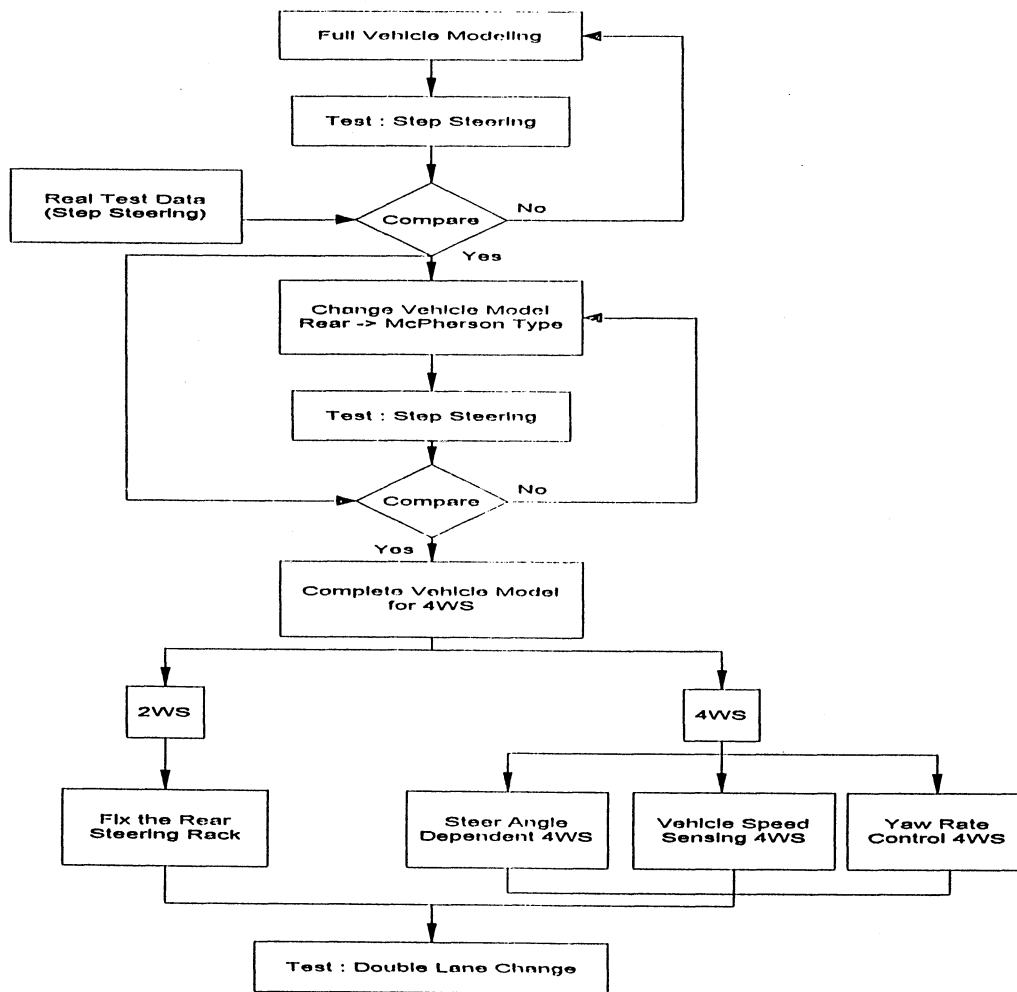 Full Vehicle Modeling
Test : Step Steering
Real Test Data
(Step Steering)
Compare
No
Yes
Change Vehicle Model
Rear -> McPherson Type
Test : Step Steering
Compare
No
Yes
Complete Vehicle Model
for 4WS
2WS
4WS
Fix the Rear
Steering Rack
Steer Angle
Dependent 4WS
Vehicle Speed
Sensing 4WS
Yaw Rate
Control 4WS
Test : Double Lane Change